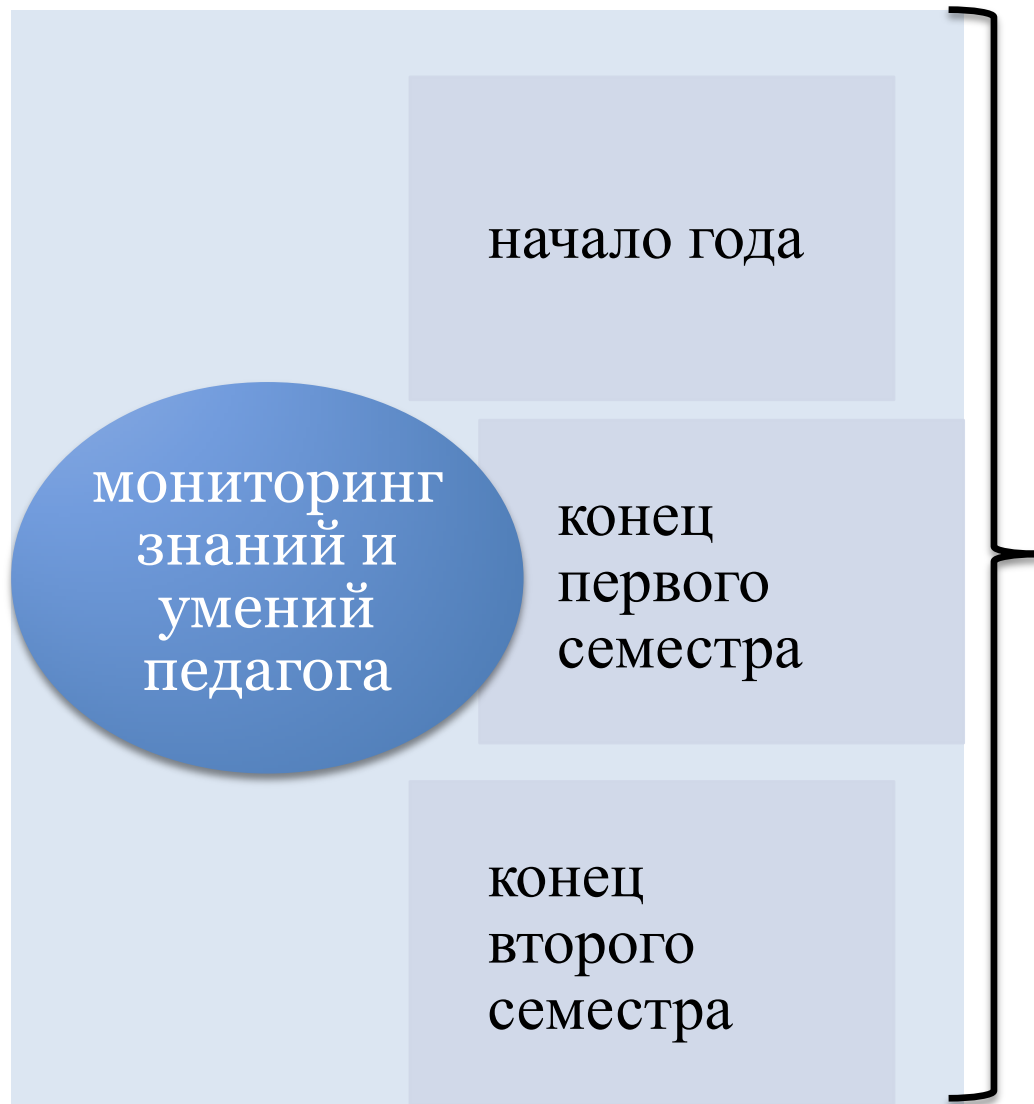 начало года
мониторинг
знаний и
умений
педагога
конец
первого
семестра
конец
второго
семестра